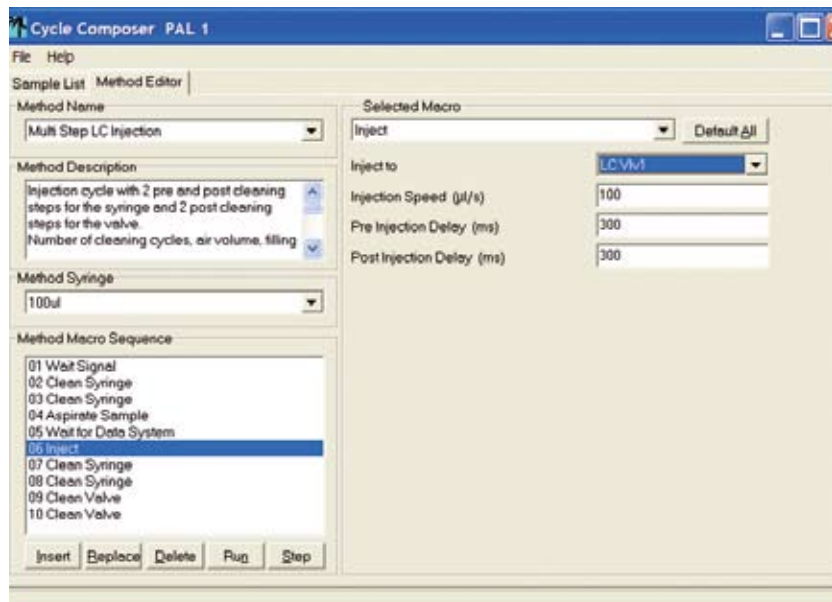 Cycle Composer PAL 1
File Help
Sample List Method Editor
Method Name
Multi Step LC Injection
Method Description
Injection cycle with 2 pre and post cleaning
steps for the syringe and 2 post cleaning
steps for the valve.
Number of cleaning cycles, air volume, filling
Method Syringe
100ul
Method Macro Sequence
01 Wait Signal
02 Clean Syringe
03 Clean Syringe
04 Aspirate Sample
05 Wait for Data System
06 Inject
07 Clean Syringe
08 Clean Syringe
09 Clean Valve
10 Clean Valve
Insert Replace Delete Run Step
Selected Macro
Inject Default All
Inject to LC Vlv1
Injection Speed (µl/s) 100
Pre Injection Delay (ms) 300
Post Injection Delay (ms) 300